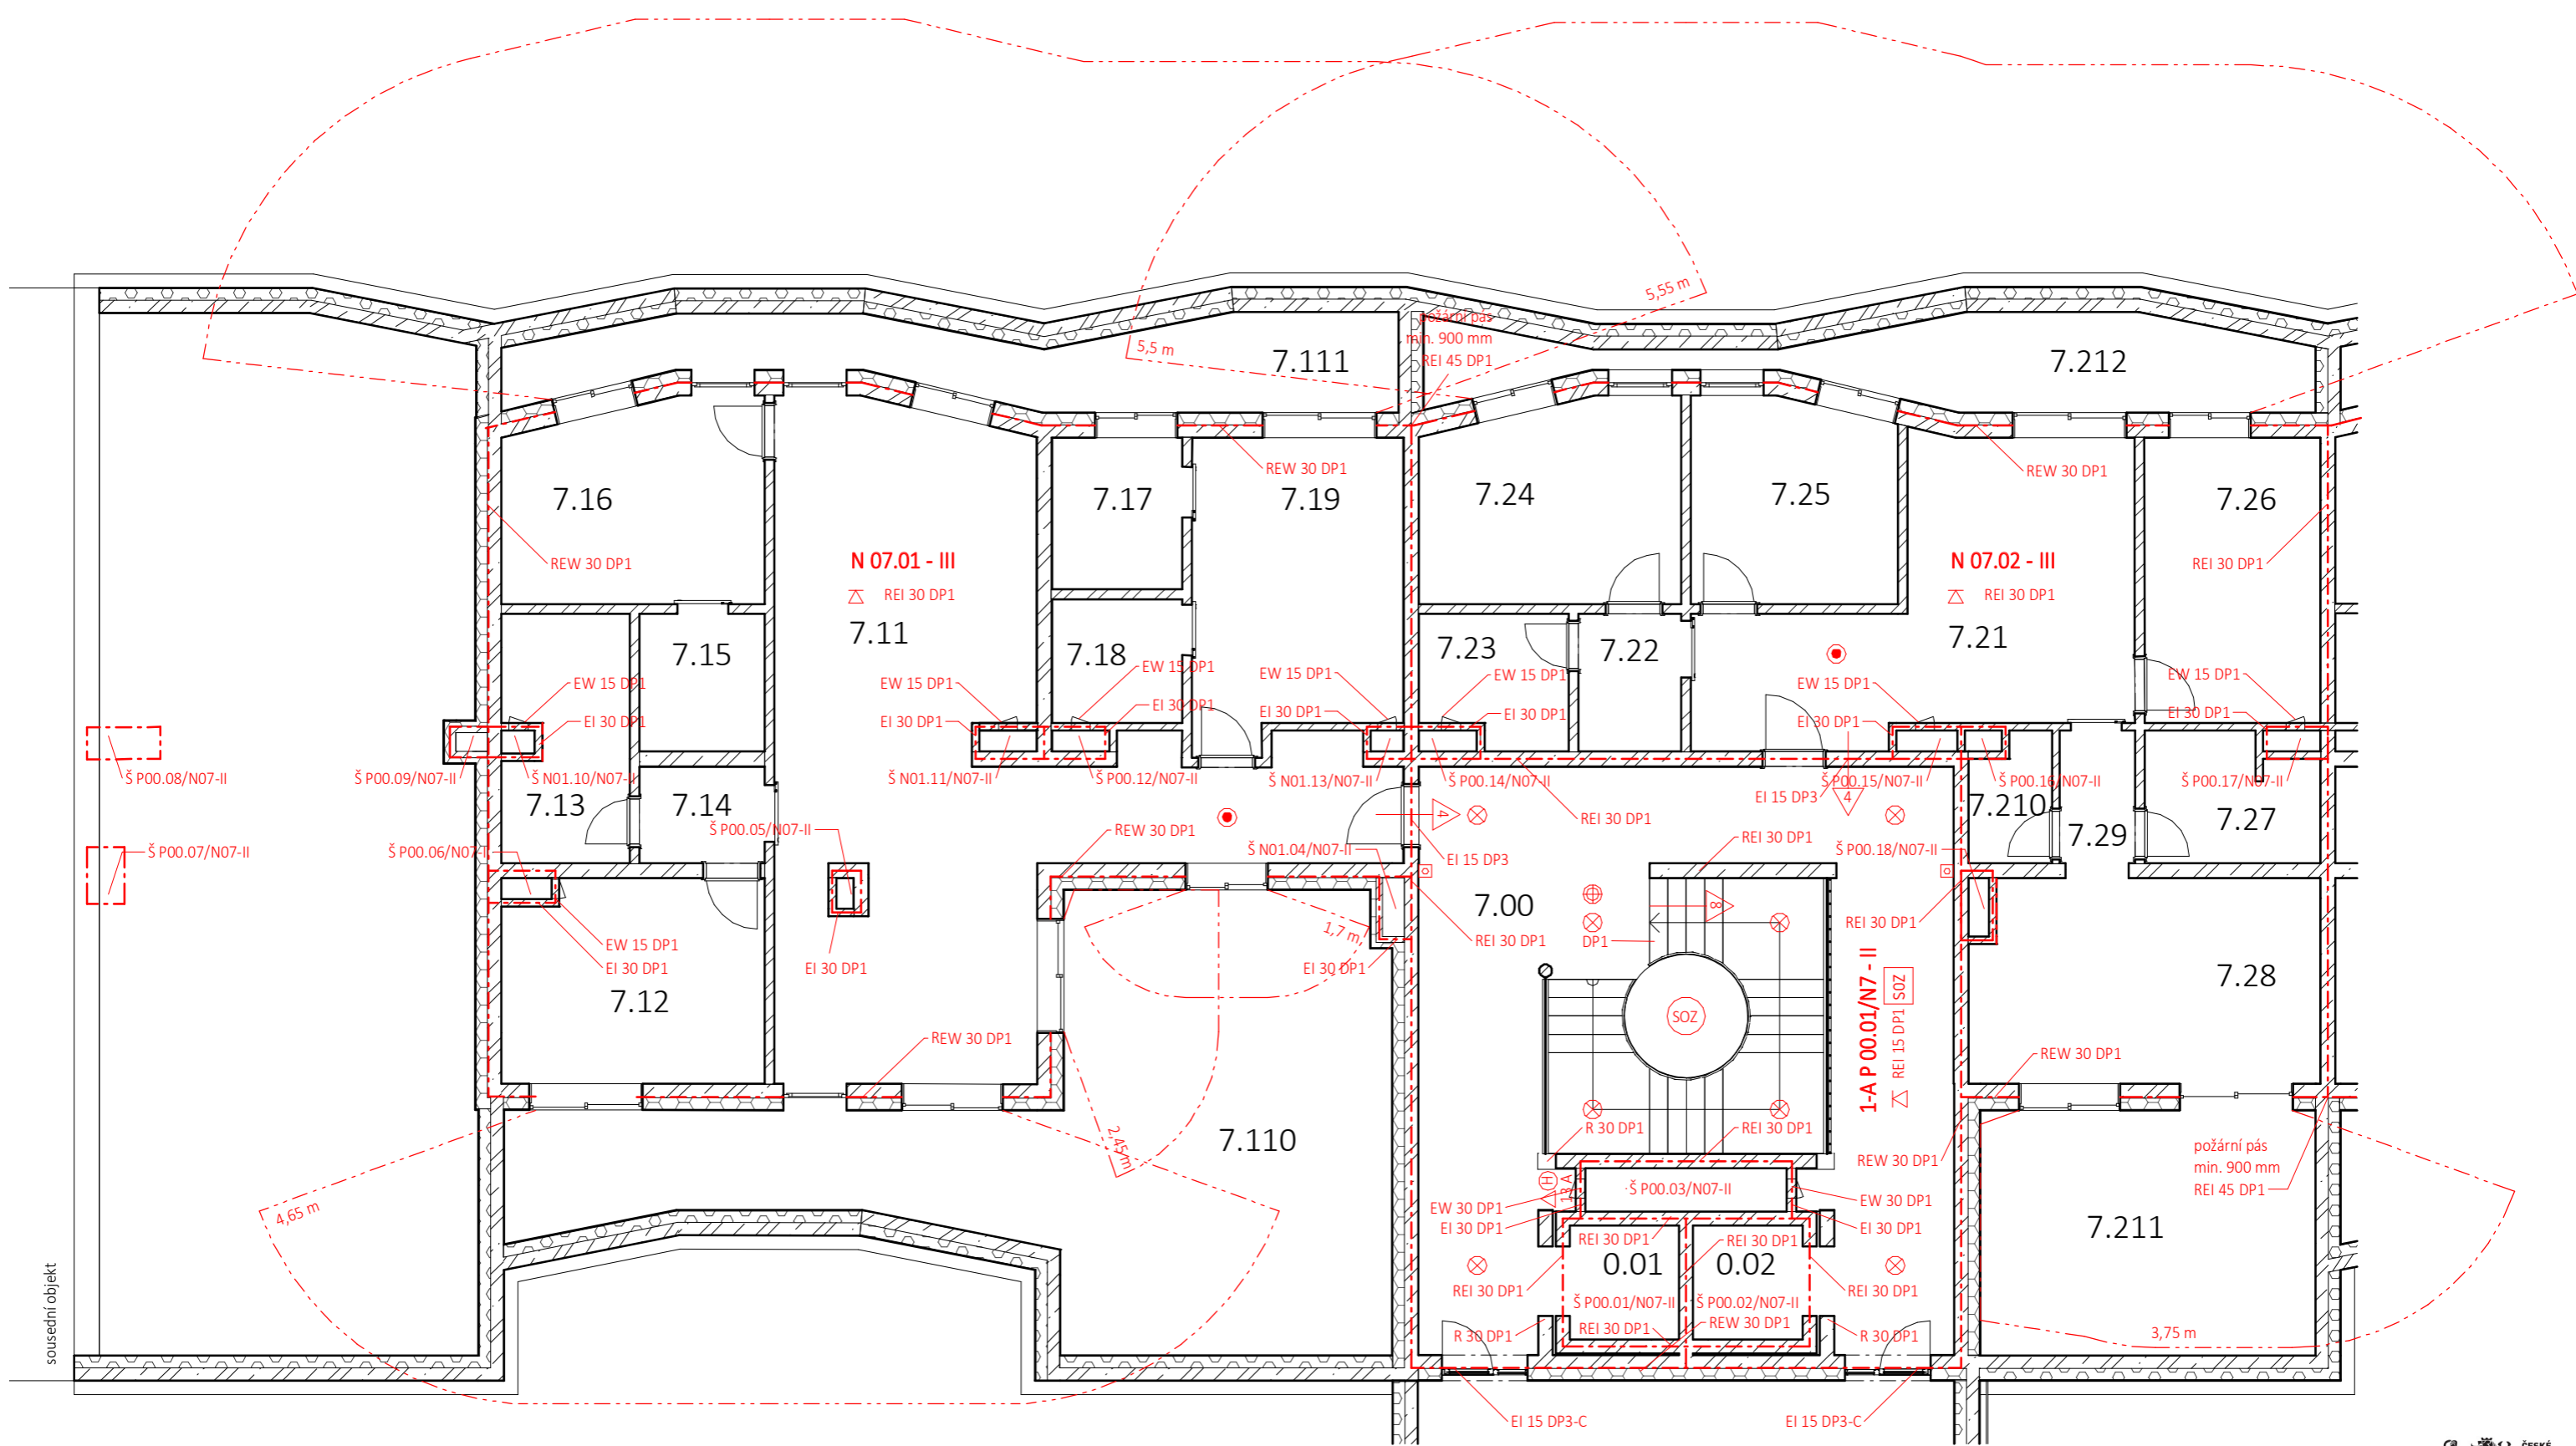 5,55 m
požární pás
min. 900 mm
REI 45 DP1
5,5 m
7.111
7.212
REW 30 DP1
REW 30 DP1
7.16
7.17
7.19
7.24
7.25
7.26
REW 30 DP1
N 07.01 - III
REI 30 DP1
7.11
N 07.02 - III
REI 30 DP1
7.21
REI 30 DP1
7.15
7.18
7.23
7.22
EW 15 DP1
EI 30 DP1
EW 15 DP1
EI 30 DP1
EW 15 DP1
EI 30 DP1
EW 15 DP1
EI 30 DP1
EW 15 DP1
EI 30 DP1
EW 15 DP1
EI 30 DP1
EW 15 DP1
EI 30 DP1
Š P00.08/N07-II
Š P00.09/N07-II
Š N01.10/N07-II
Š N01.11/N07-II
Š P00.12/N07-II
Š N01.13/N07-II
Š P00.14/N07-II
Š P00.15/N07-II
Š P00.16/N07-II
Š P00.17/N07-II
7.13
7.14
EI 15 DP3
4
4
7.210
7.29
7.27
Š P00.05/N07-II
REW 30 DP1
REI 30 DP1
REI 30 DP1
Š P00.07/N07-II
Š P00.06/N07-II
Š N01.04/N07-II
EI 15 DP3
Š P00.18/N07-II
7.00
8
1,7 m
DP1
REI 30 DP1
REI 30 DP1
EW 15 DP1
EI 30 DP1
EI 30 DP1
EI 30 DP1
7.12
7.28
SOZ
1-A P 00.01/N7 - II
REI 15 DP1
SOZ
REW 30 DP1
REW 30 DP1
2,45 m
7.110
R 30 DP1
REI 30 DP1
REW 30 DP1
požární pás
min. 900 mm
REI 45 DP1
H
13 A
Š P00.03/N07-II
EW 30 DP1
EI 30 DP1
EW 30 DP1
EI 30 DP1
4,65 m
7.211
REI 30 DP1
REI 30 DP1
0.01
0.02
REI 30 DP1
REI 30 DP1
Š P00.01/N07-II
Š P00.02/N07-II
REW 30 DP1
R 30 DP1
REI 30 DP1
R 30 DP1
3,75 m
sousední objekt
EI 15 DP3-C
EI 15 DP3-C
ČESKÉ